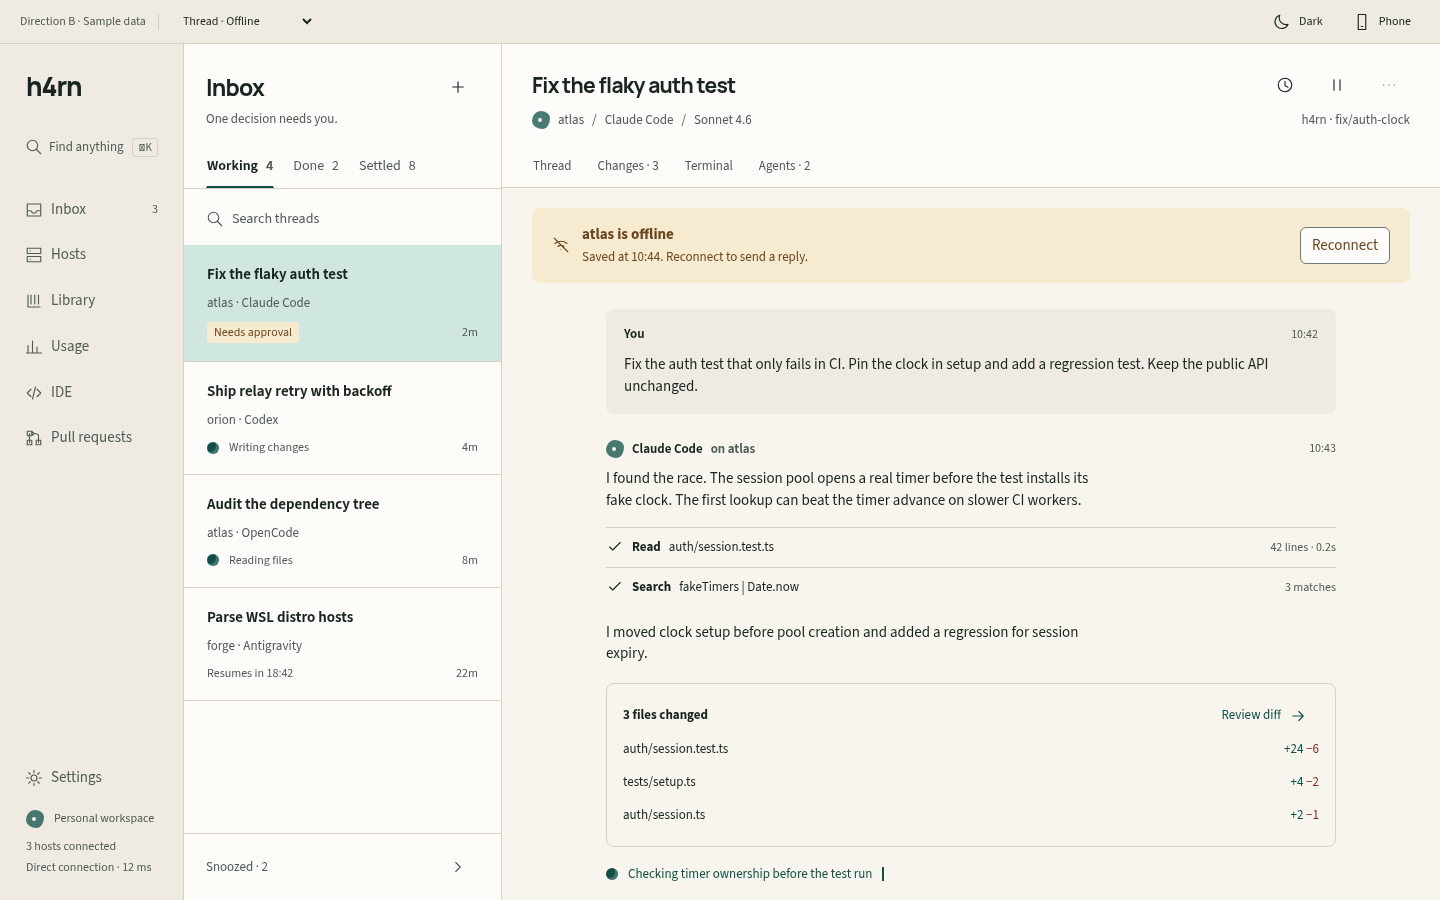 Direction B · Sample data
Thread · Offline
Dark
Phone
h4rn
Find anything
K
Inbox 3
Hosts
Library
Usage
IDE
Pull requests
Settings
Personal workspace
3 hosts connected
Direct connection · 12 ms
Inbox
One decision needs you.
Working 4
Done 2
Settled 8
Search threads
Fix the flaky auth test
atlas · Claude Code
Needs approval 2m
Ship relay retry with backoff
orion · Codex
Writing changes 4m
Audit the dependency tree
atlas · OpenCode
Reading files 8m
Parse WSL distro hosts
forge · Antigravity
Resumes in 18:42 22m
Snoozed · 2
Fix the flaky auth test
atlas / Claude Code / Sonnet 4.6
h4rn · fix/auth-clock
Thread
Changes · 3
Terminal
Agents · 2
atlas is offline
Saved at 10:44. Reconnect to send a reply.
Reconnect
You 10:42
Fix the auth test that only fails in CI. Pin the clock in setup and add a regression test. Keep the public API
unchanged.
Claude Code on atlas 10:43
I found the race. The session pool opens a real timer before the test installs its
fake clock. The first lookup can beat the timer advance on slower CI workers.
Read auth/session.test.ts 42 lines · 0.2s
Search fakeTimers | Date.now 3 matches
I moved clock setup before pool creation and added a regression for session
expiry.
3 files changed Review diff
auth/session.test.ts +24 −6
tests/setup.ts +4 −2
auth/session.ts +2 −1
Checking timer ownership before the test run